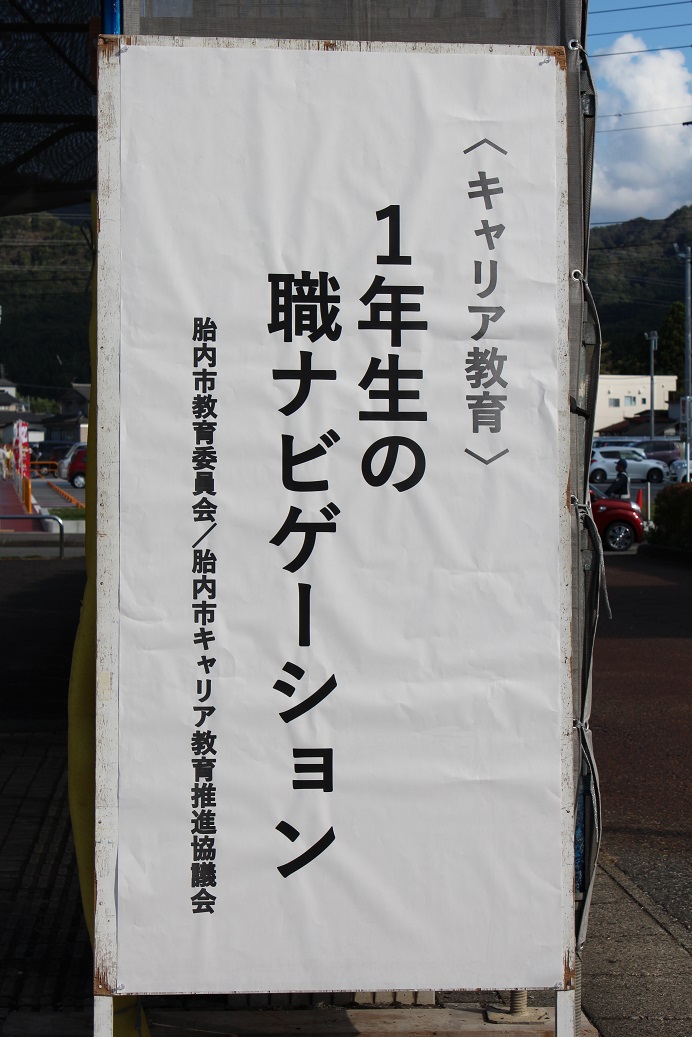 〈キャリア教育〉
1年生の
職ナビゲーション
胎内市教育委員会／胎内市キャリア教育推進協議会